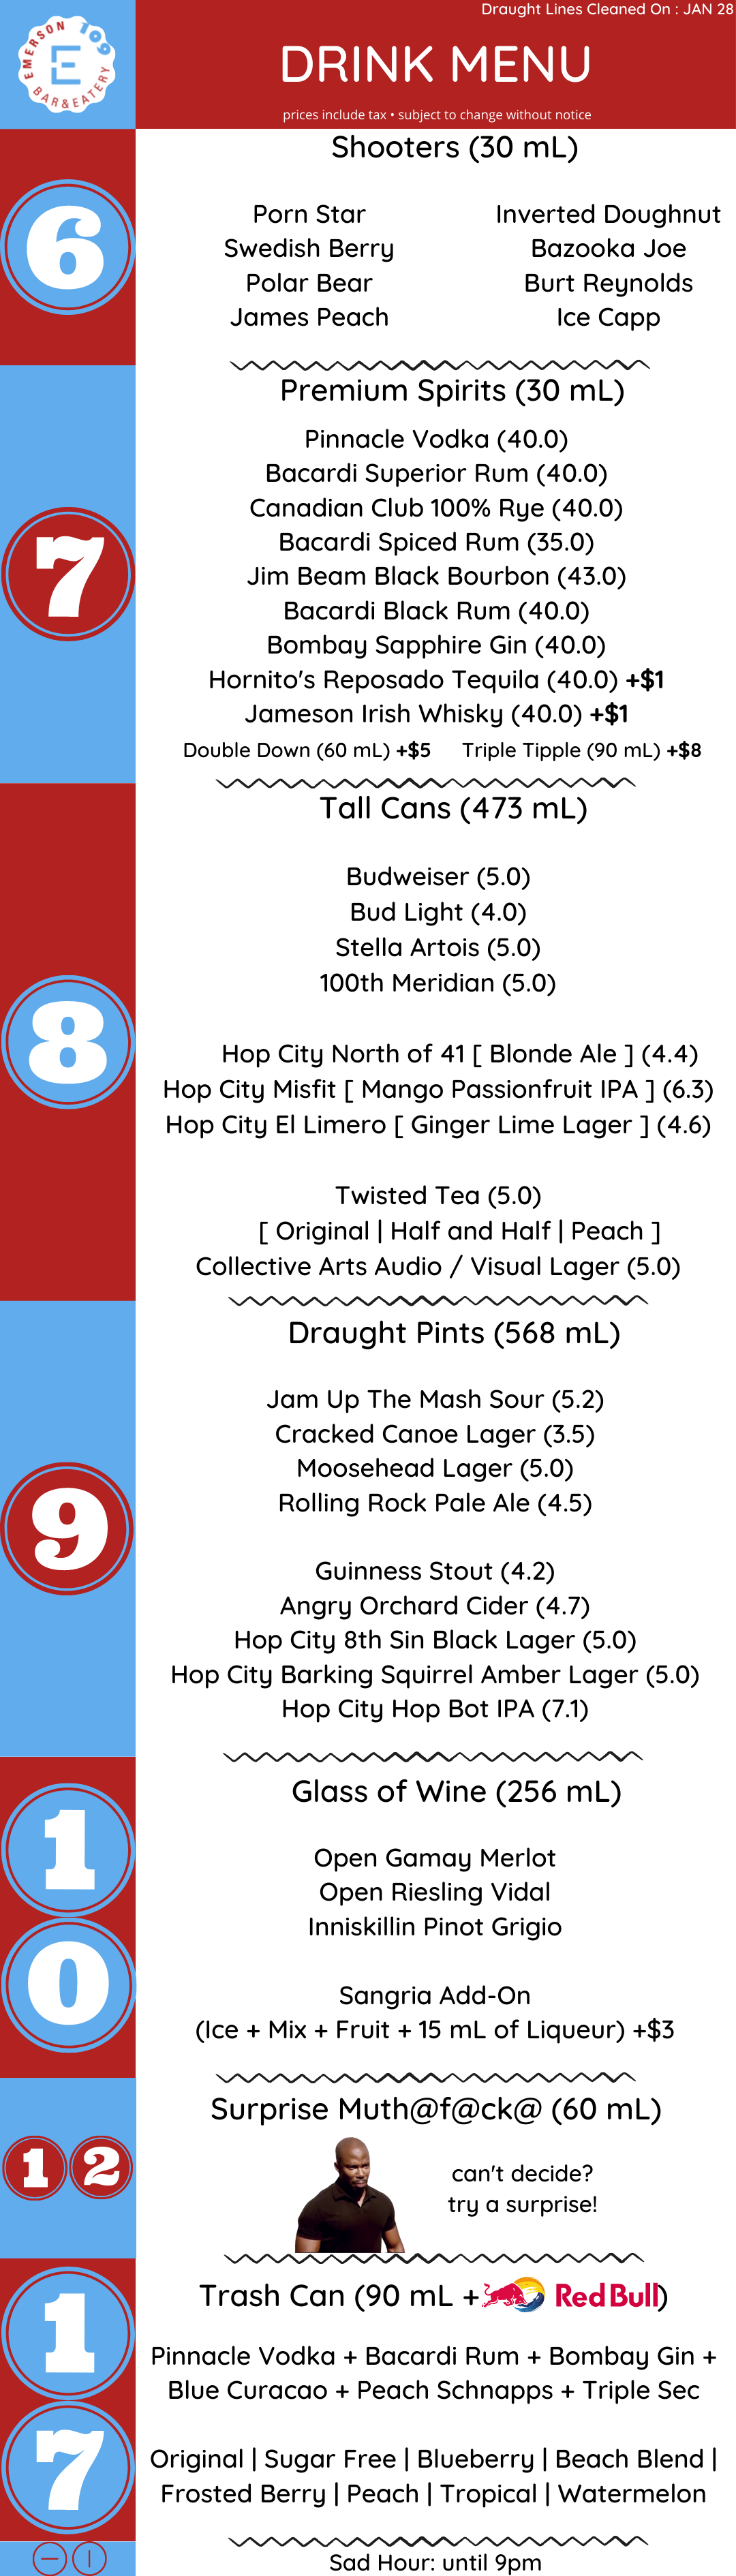 Draught Lines Cleaned On : JAN 28
EMERSON 109
E
BAR & EATERY
DRINK MENU
prices include tax • subject to change without notice
6
Shooters (30 mL)
Porn Star
Swedish Berry
Polar Bear
James Peach
Inverted Doughnut
Bazooka Joe
Burt Reynolds
Ice Capp
7
Premium Spirits (30 mL)
Pinnacle Vodka (40.0)
Bacardi Superior Rum (40.0)
Canadian Club 100% Rye (40.0)
Bacardi Spiced Rum (35.0)
Jim Beam Black Bourbon (43.0)
Bacardi Black Rum (40.0)
Bombay Sapphire Gin (40.0)
Hornito's Reposado Tequila (40.0) +$1
Jameson Irish Whisky (40.0) +$1
Double Down (60 mL) +$5 Triple Tipple (90 mL) +$8
8
Tall Cans (473 mL)
Budweiser (5.0)
Bud Light (4.0)
Stella Artois (5.0)
100th Meridian (5.0)
Hop City North of 41 [ Blonde Ale ] (4.4)
Hop City Misfit [ Mango Passionfruit IPA ] (6.3)
Hop City El Limero [ Ginger Lime Lager ] (4.6)
Twisted Tea (5.0)
[ Original | Half and Half | Peach ]
Collective Arts Audio / Visual Lager (5.0)
9
Draught Pints (568 mL)
Jam Up The Mash Sour (5.2)
Cracked Canoe Lager (3.5)
Moosehead Lager (5.0)
Rolling Rock Pale Ale (4.5)
Guinness Stout (4.2)
Angry Orchard Cider (4.7)
Hop City 8th Sin Black Lager (5.0)
Hop City Barking Squirrel Amber Lager (5.0)
Hop City Hop Bot IPA (7.1)
1
0
Glass of Wine (256 mL)
Open Gamay Merlot
Open Riesling Vidal
Inniskillin Pinot Grigio
Sangria Add-On
(Ice + Mix + Fruit + 15 mL of Liqueur) +$3
12
Surprise Muth@f@ck@ (60 mL)
can't decide?
try a surprise!
1
7
Trash Can (90 mL + Red Bull)
Pinnacle Vodka + Bacardi Rum + Bombay Gin +
Blue Curacao + Peach Schnapps + Triple Sec
Original | Sugar Free | Blueberry | Beach Blend |
Frosted Berry | Peach | Tropical | Watermelon
Sad Hour: until 9pm